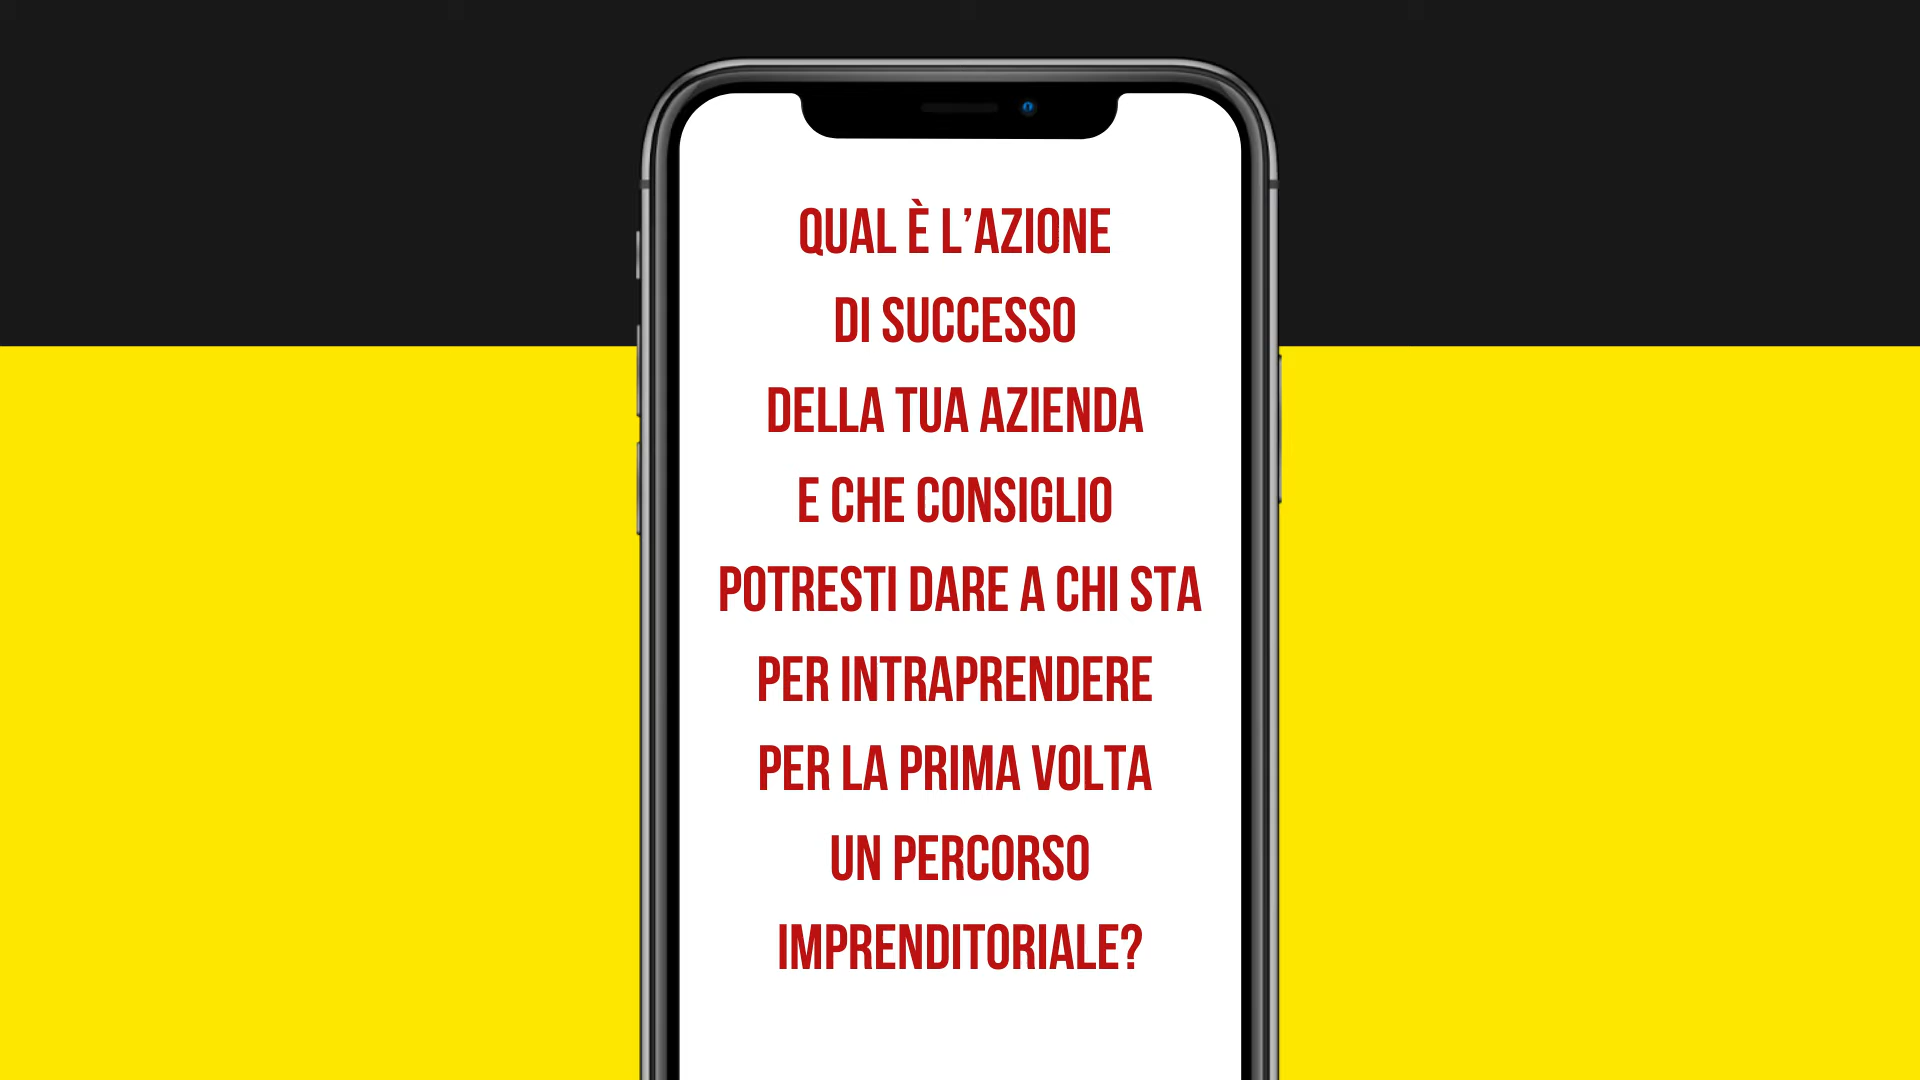 QUAL È L'AZIONE
DI SUCCESSO
DELLA TUA AZIENDA
E CHE CONSIGLIO
POTRESTI DARE A CHI STA
PER INTRAPRENDERE
PER LA PRIMA VOLTA
UN PERCORSO
IMPRENDITORIALE?